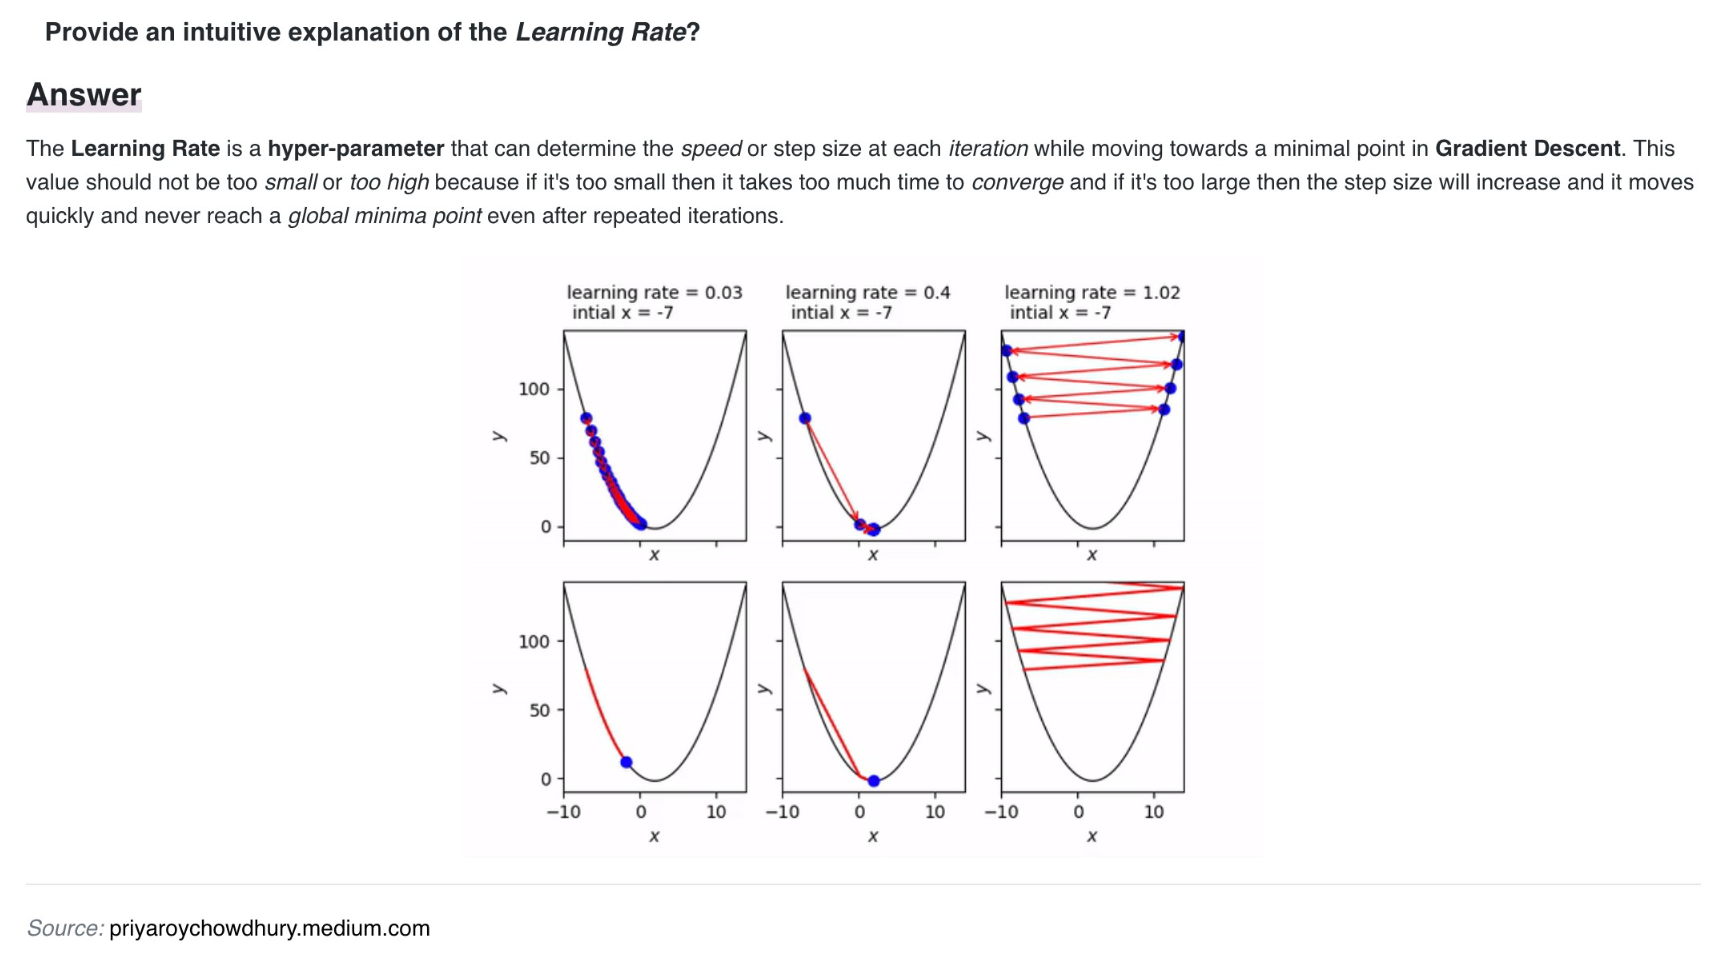 Provide an intuitive explanation of the Learning Rate?
Answer
The Learning Rate is a hyper-parameter that can determine the speed or step size at each iteration while moving towards a minimal point in Gradient Descent. This
value should not be too small or too high because if it's too small then it takes too much time to converge and if it's too large then the step size will increase and it moves
quickly and never reach a global minima point even after repeated iterations.
learning rate = 0.03
intial x = -7
learning rate = 0.4
intial x = -7
learning rate = 1.02
intial x = -7
100
50
0
y
y
y
x
x
x
100
50
0
y
y
y
−10 0 10
−10 0 10
−10 0 10
x
x
x
Source: priyaroychowdhury.medium.com